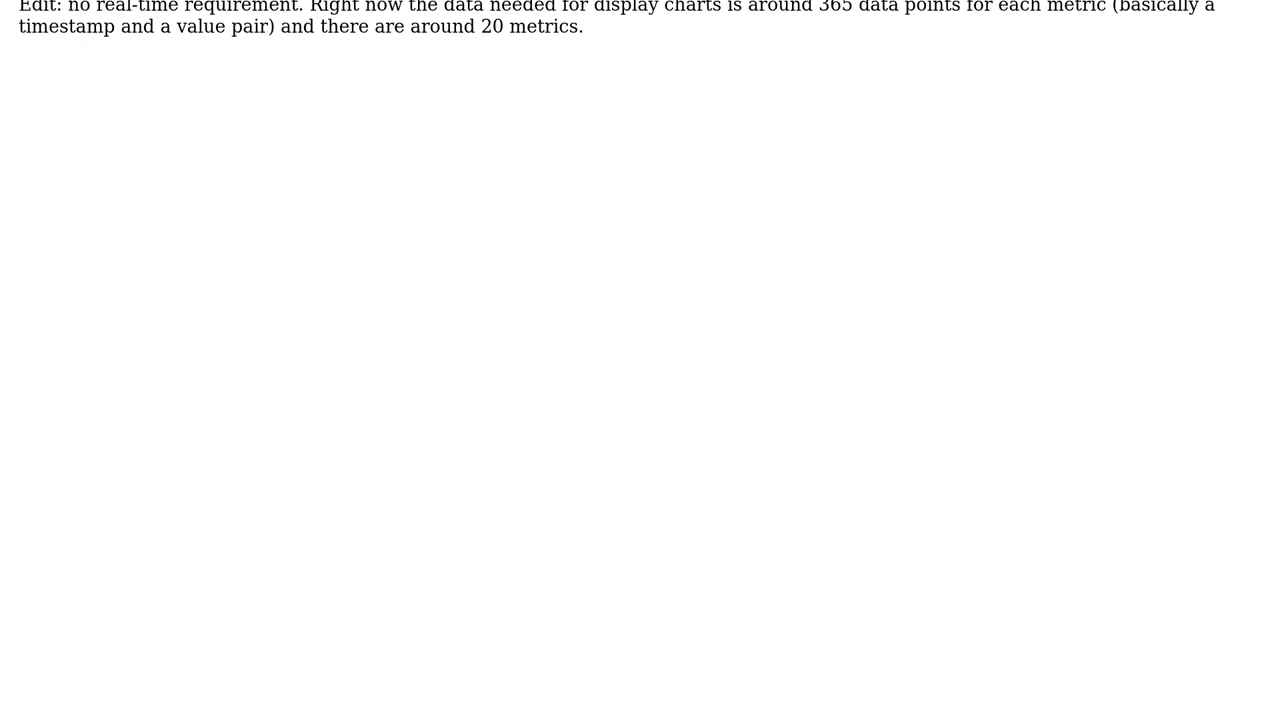 Edit: no real-time requirement. Right now the data needed for display charts is around 365 data points for each metric (basically a
timestamp and a value pair) and there are around 20 metrics.